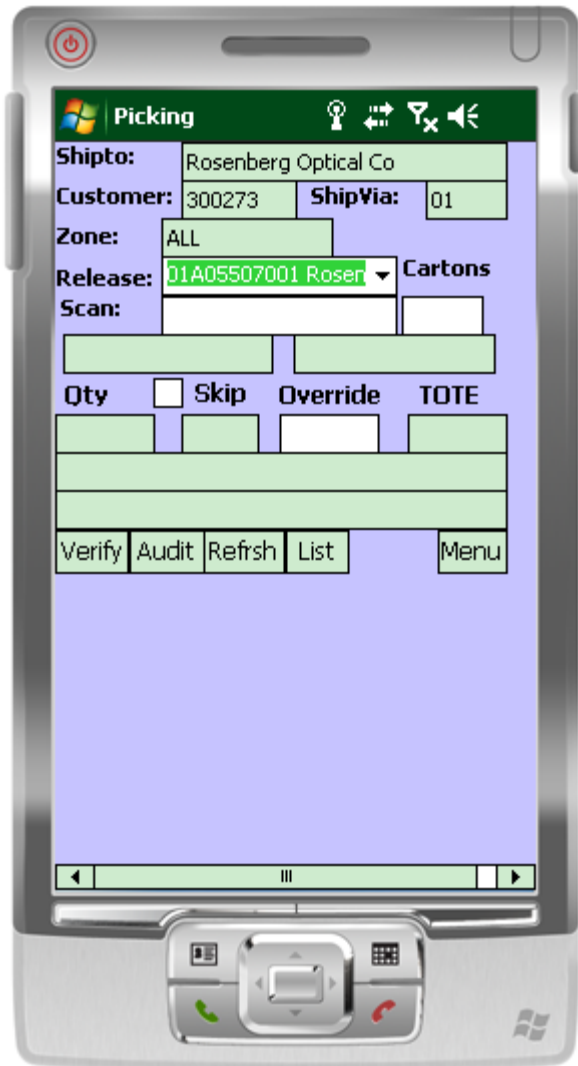 Picking
Shipto: Rosenberg Optical Co
Customer: 300273 ShipVia: 01
Zone: ALL
Release: 01A05507001 Rosen Cartons
Scan:
Qty Skip Override TOTE
Verify Audit Refrsh List Menu